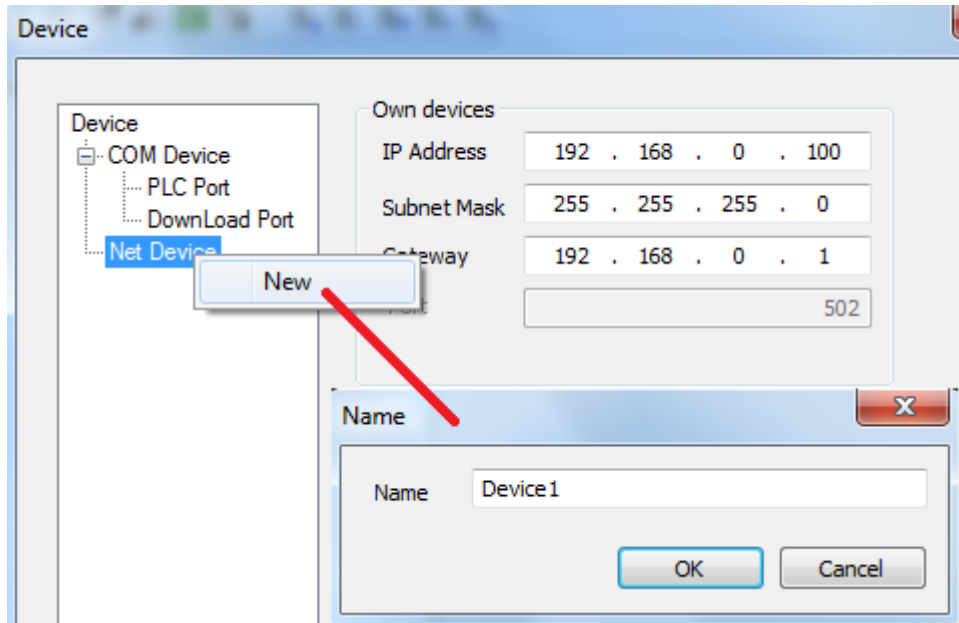 Device
Device
COM Device
PLC Port
DownLoad Port
Net Device
New
Own devices
IP Address 192 . 168 . 0 . 100
Subnet Mask 255 . 255 . 255 . 0
Gateway 192 . 168 . 0 . 1
502
Name
Name Device1
OK Cancel